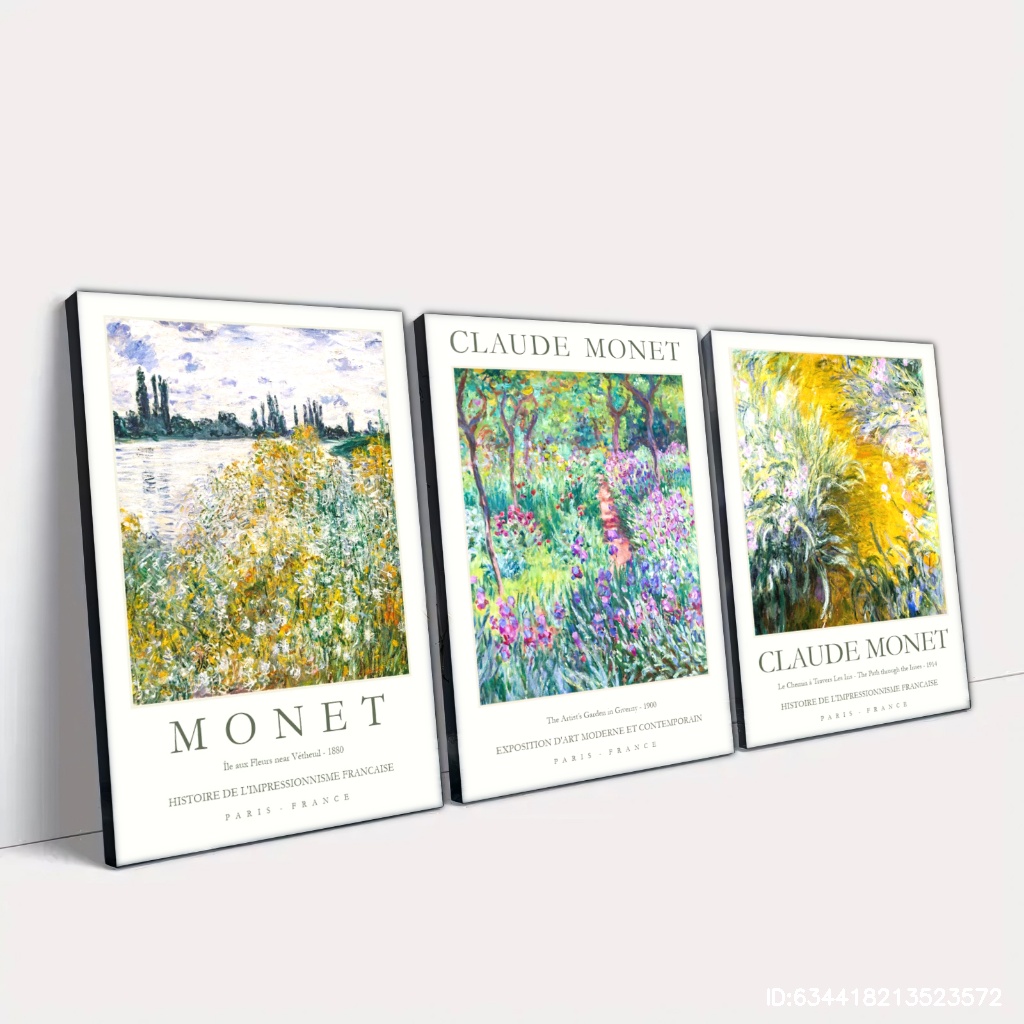 MONET
Île aux Fleurs near Vétheuil - 1880
HISTOIRE DE L'IMPRESSIONNISME FRANCAISE
PARIS - FRANCE
CLAUDE MONET
The Artist's Garden in Giverny - 1900
EXPOSITION D'ART MODERNE ET CONTEMPORAIN
PARIS - FRANCE
CLAUDE MONET
Le Chemin à Travers Les Iris - The Path through the Irises - 1914
HISTOIRE DE L'IMPRESSIONNISME FRANCAISE
PARIS - FRANCE
ID:634418213523572